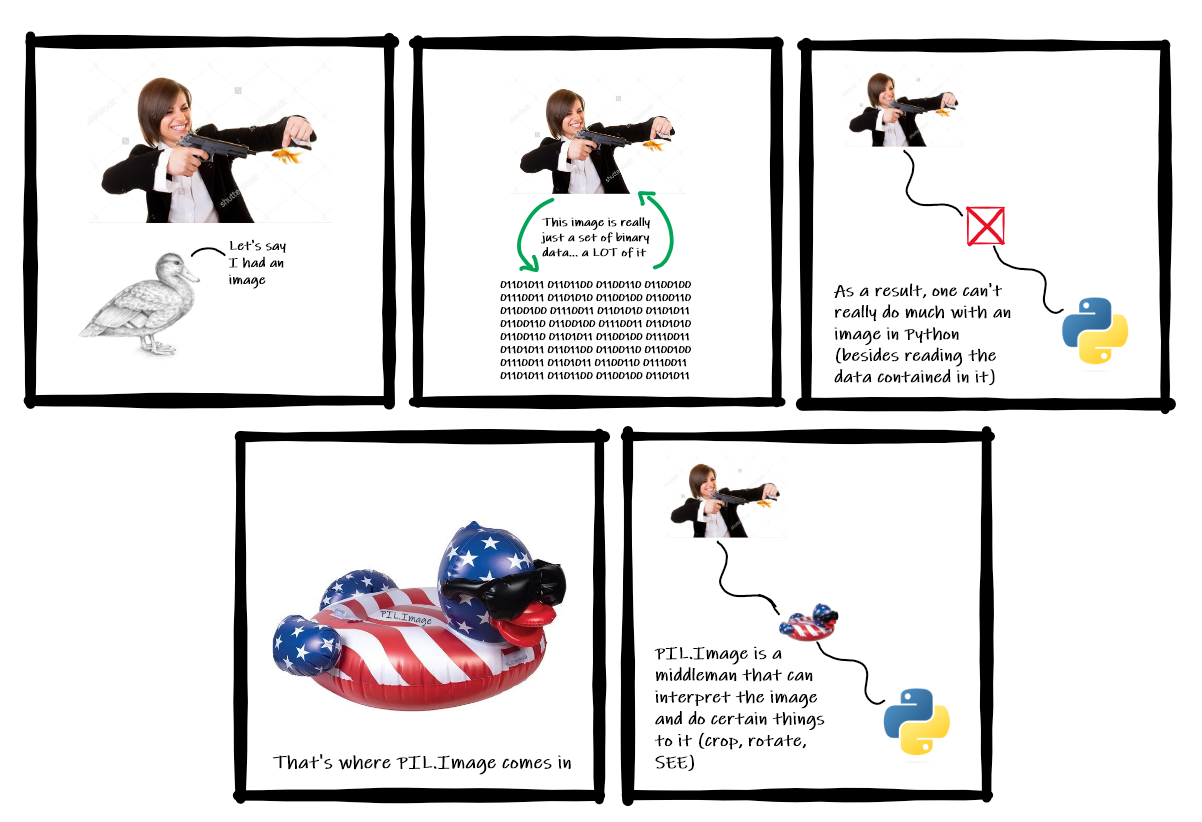 Let's say
I had an
image
This image is really
just a set of binary
data... a LOT of it
01101011 01101100 01100110 01100100
01110011 01101010 01100100 01100110
01100100 01110011 01101010 01101011
01100110 01100100 01110011 01101010
01101011 01101100 01100110 01100100
01110011 01101011 01100110 01110011
01101011 01101100 01100100 01101011
As a result, one can't
really do much with an
image in Python
(besides reading the
data contained in it)
PIL.Image
That's where PIL.Image comes in
PIL.Image is a
middleman that can
interpret the image
and do certain things
to it (crop, rotate,
SEE)